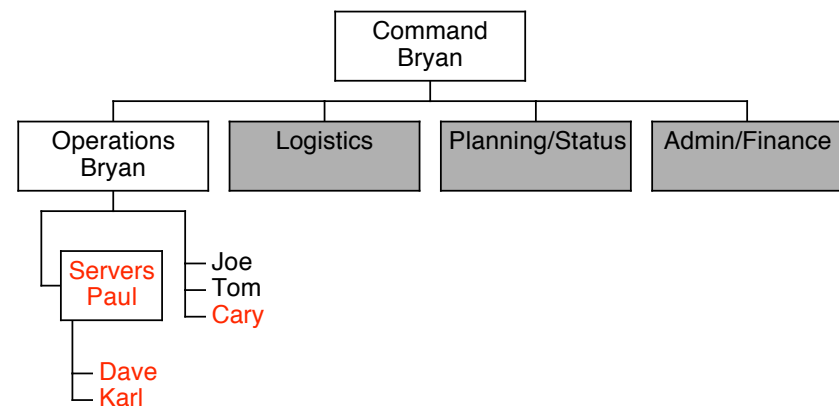 Command
Bryan
Operations
Bryan
Logistics
Planning/Status
Admin/Finance
Servers
Paul
Joe
Tom
Cary
Dave
Karl